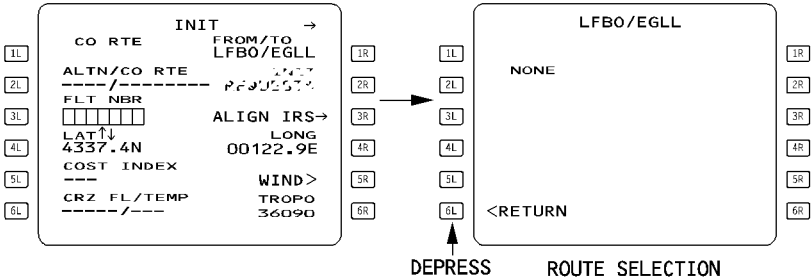 INIT →
CO RTE FROM/TO
LFBO/EGLL
ALTN/CO RTE INIT
----/-------- REQUEST*
FLT NBR
ALIGN IRS→
LAT↑↓ LONG
4337.4N 00122.9E
COST INDEX
--- WIND>
CRZ FL/TEMP TROPO
-----/--- 36090
1L
2L
3L
4L
5L
6L
1R
2R
3R
4R
5R
6R
LFBO/EGLL
NONE
<RETURN
1L
2L
3L
4L
5L
6L
1R
2R
3R
4R
5R
6R
DEPRESS
ROUTE SELECTION